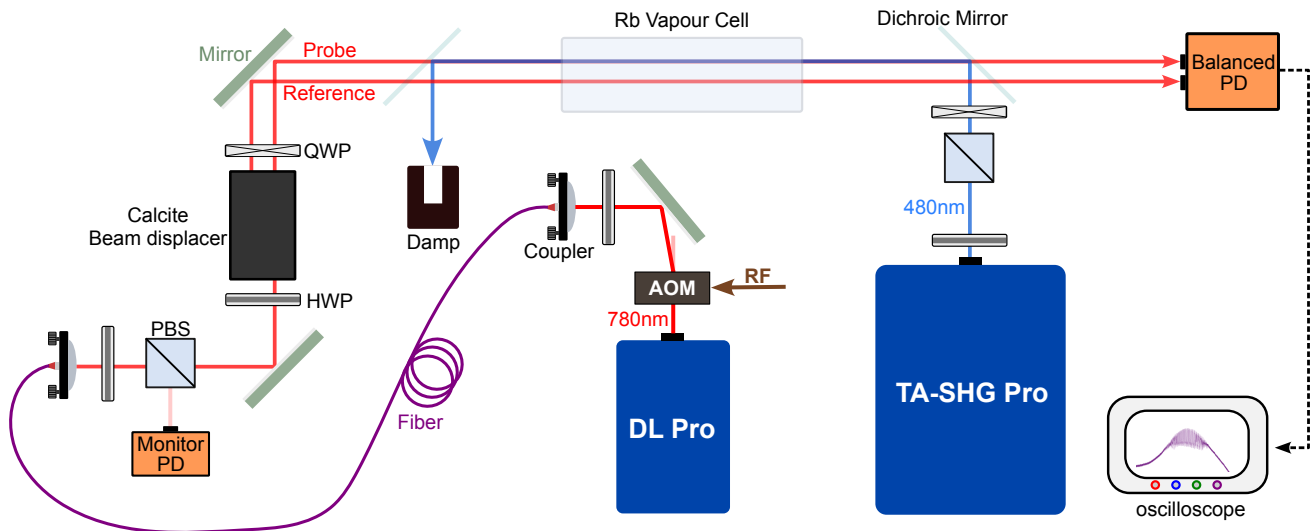 Rb Vapour Cell
Dichroic Mirror
Mirror
Probe
Reference
Balanced
PD
QWP
Calcite
Beam displacer
Damp
Coupler
480nm
HWP
AOM
RF
780nm
PBS
Fiber
DL Pro
TA-SHG Pro
Monitor
PD
oscilloscope